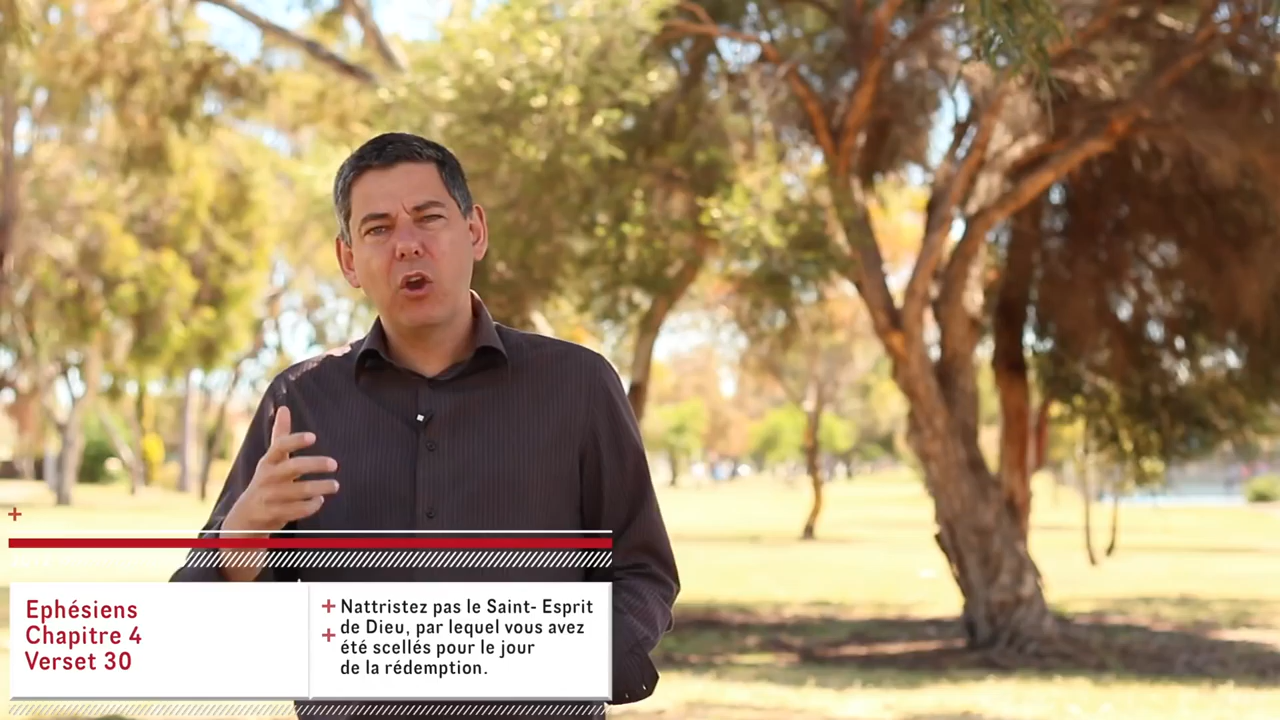 Ephésiens
Chapitre 4
Verset 30
Nattristez pas le Saint- Esprit
de Dieu, par lequel vous avez
été scellés pour le jour
de la rédemption.